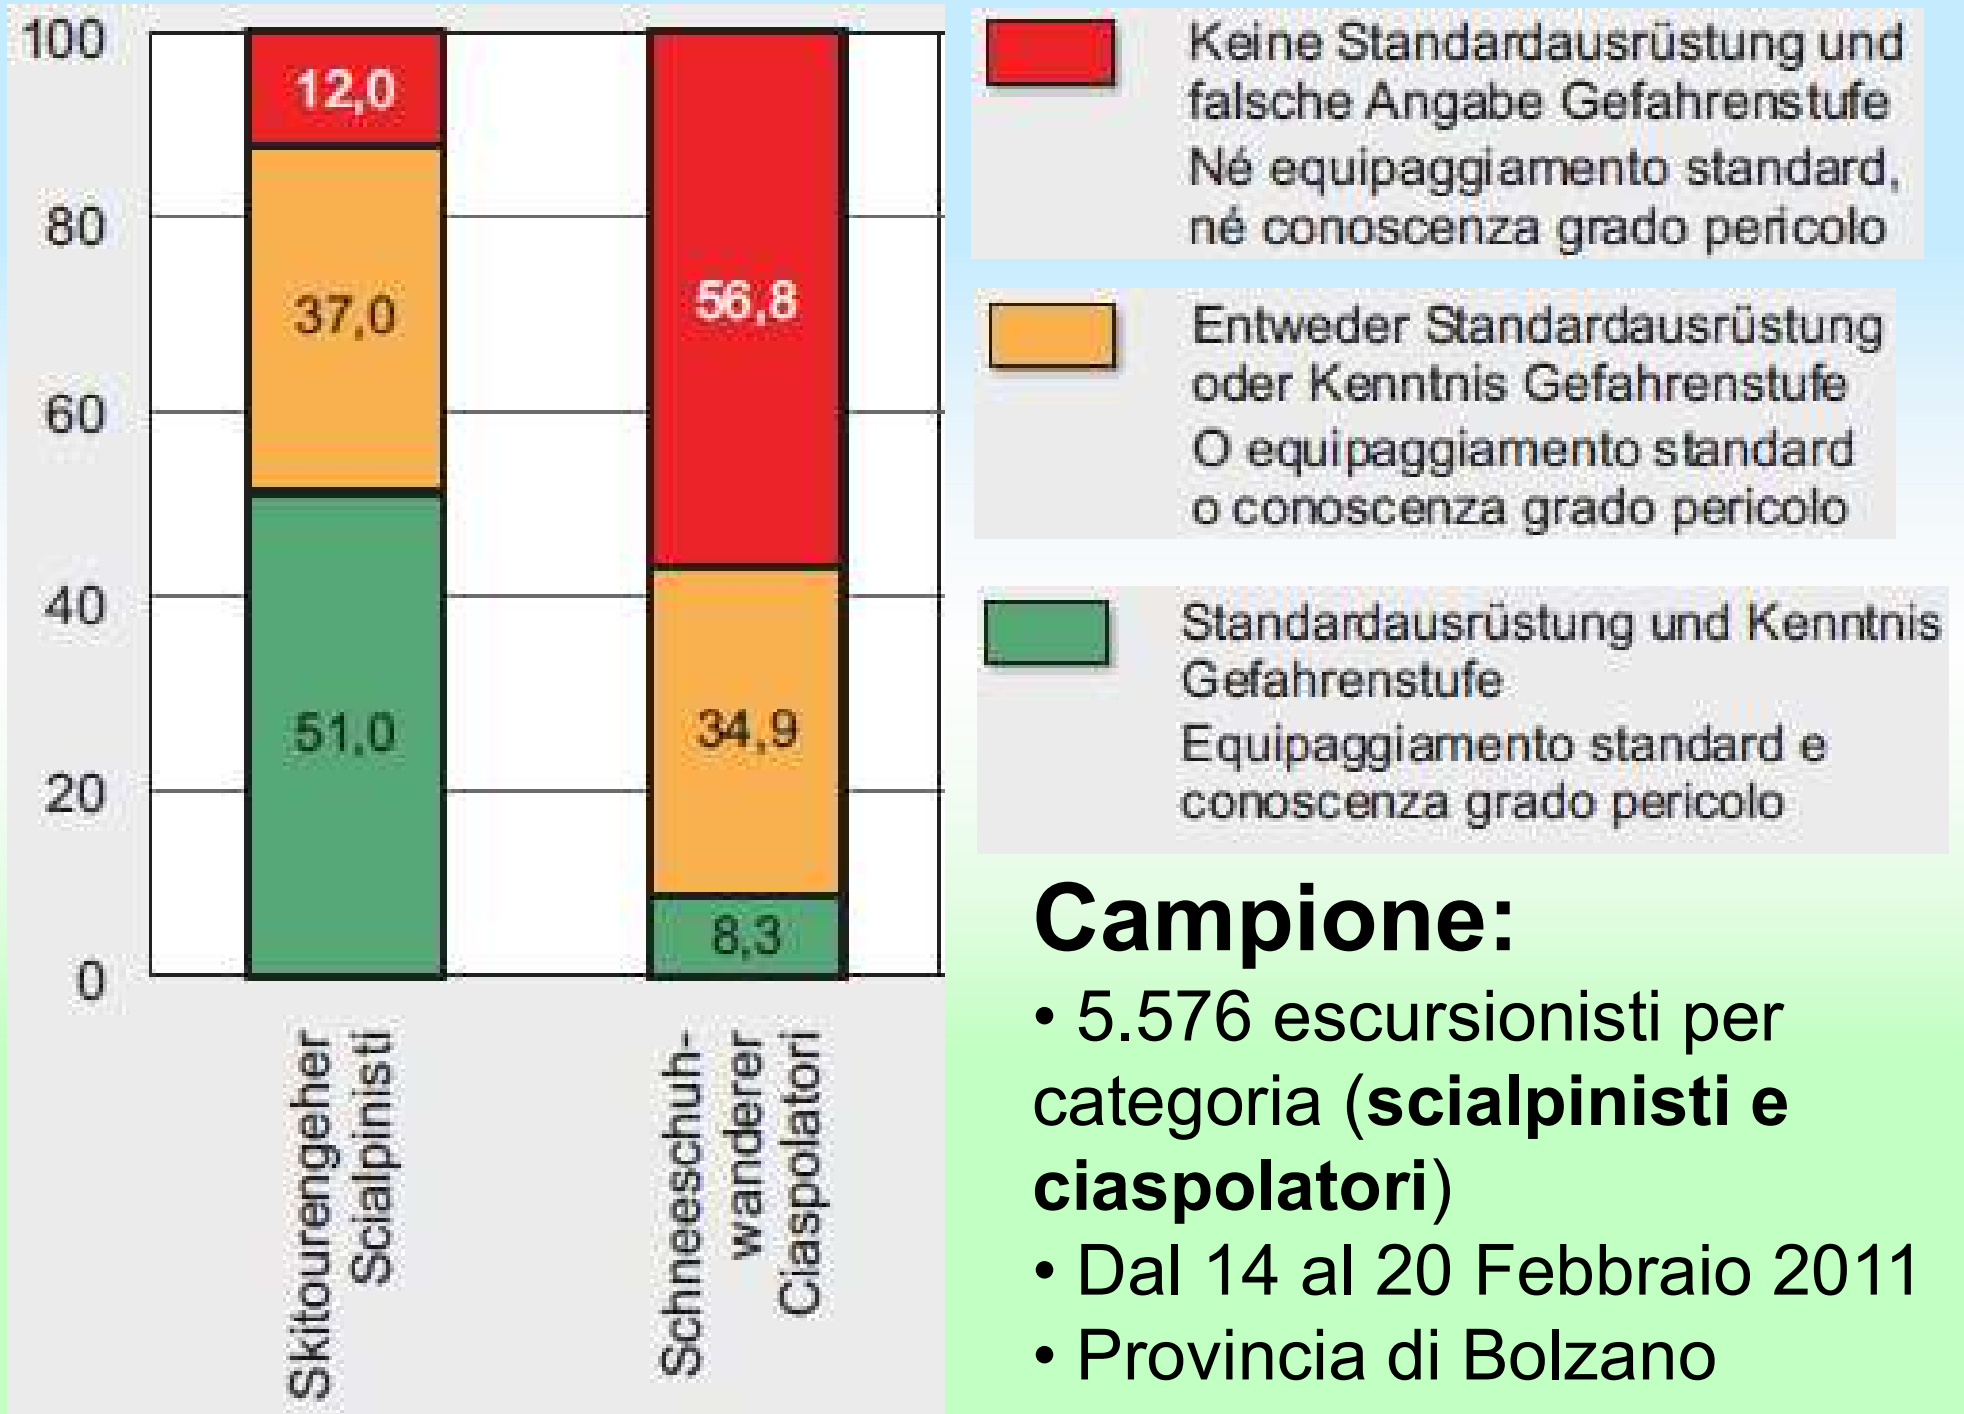 100
80
60
40
20
0
12,0
37,0
51,0
56,8
34,9
8,3
Skitourengeher
Scialpinisti
Schneeschuh-
wanderer
Ciaspolatori
Keine Standardausrüstung und
falsche Angabe Gefahrenstufe
Né equipaggiamento standard,
né conoscenza grado pericolo
Entweder Standardausrüstung
oder Kenntnis Gefahrenstufe
O equipaggiamento standard
o conoscenza grado pericolo
Standardausrüstung und Kenntnis
Gefahrenstufe
Equipaggiamento standard e
conoscenza grado pericolo
Campione:
• 5.576 escursionisti per
categoria (scialpinisti e
ciaspolatori)
• Dal 14 al 20 Febbraio 2011
• Provincia di Bolzano